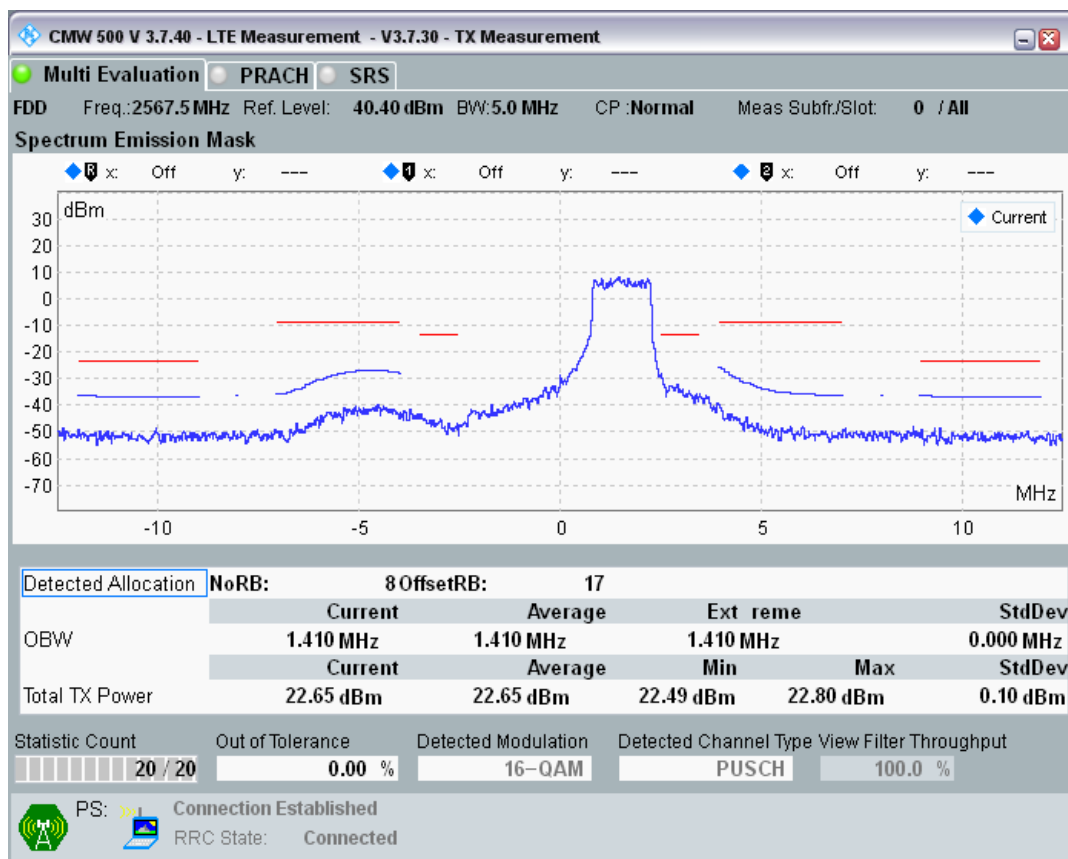 CMW 500 V 3.7.40 - LTE Measurement - V3.7.30 - TX Measurement
Multi Evaluation PRACH SRS
FDD Freq.:2567.5 MHz Ref. Level: 40.40 dBm BW:5.0 MHz CP :Normal Meas Subfr./Slot: 0 / All
Spectrum Emission Mask
R x: Off y: --- 1 x: Off y: --- 2 x: Off y: ---
dBm
Current
30
20
10
0
-10
-20
-30
-40
-50
-60
-70
MHz
-10 -5 0 5 10
Detected Allocation NoRB: 8 OffsetRB: 17
Current Average Ext reme StdDev
OBW 1.410 MHz 1.410 MHz 1.410 MHz 0.000 MHz
Current Average Min Max StdDev
Total TX Power 22.65 dBm 22.65 dBm 22.49 dBm 22.80 dBm 0.10 dBm
Statistic Count Out of Tolerance Detected Modulation Detected Channel Type View Filter Throughput
20 / 20 0.00 % 16-QAM PUSCH 100.0 %
PS: Connection Established
RRC State: Connected